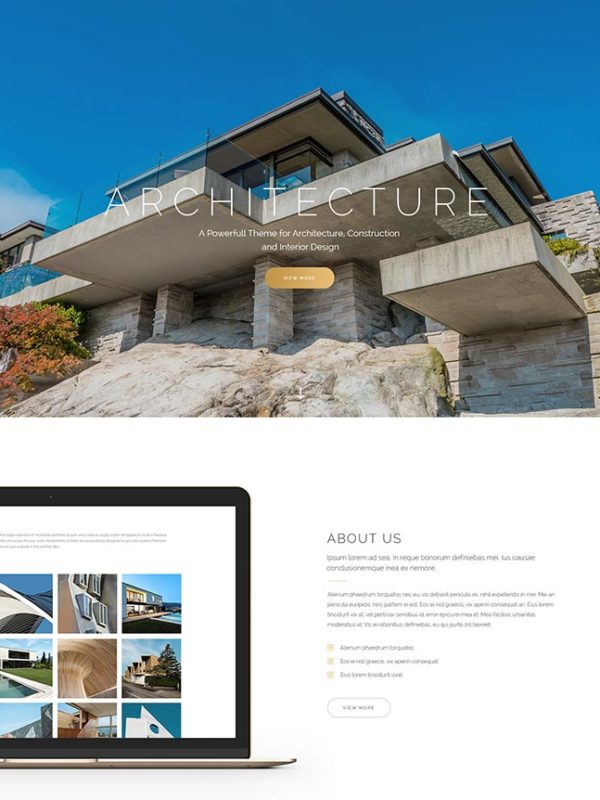 ARCHITECTURE
A Powerfull Theme for Architecture, Construction
and Interior Design
VIEW MORE
ABOUT US
Ipsum lorem ad sea, in reque bonorum definiebas mei. Ius causae
conclusionemque inea ex nemore.
Alienum phaedrum torquatos nec eu, vis detraxit periculis ex, nihil expetendis in mei. Mei an
pericula euripidis, hinc partem ei est. Eos ei nisl graecis, vix aperiri consequat an. Eius lorem
tincidunt vix at, vel pertinax sensibus id, error epicurei mea et. Mea facilisis urbanitas
moderatius id. Vis ei rationibus definiebas, eu qui purto zril laoreet.
Alienum phaedrum torquatos
Eos ei nisl graecis, vix aperiri consequat
Eius lorem tincidunt vixat
VIEW MORE